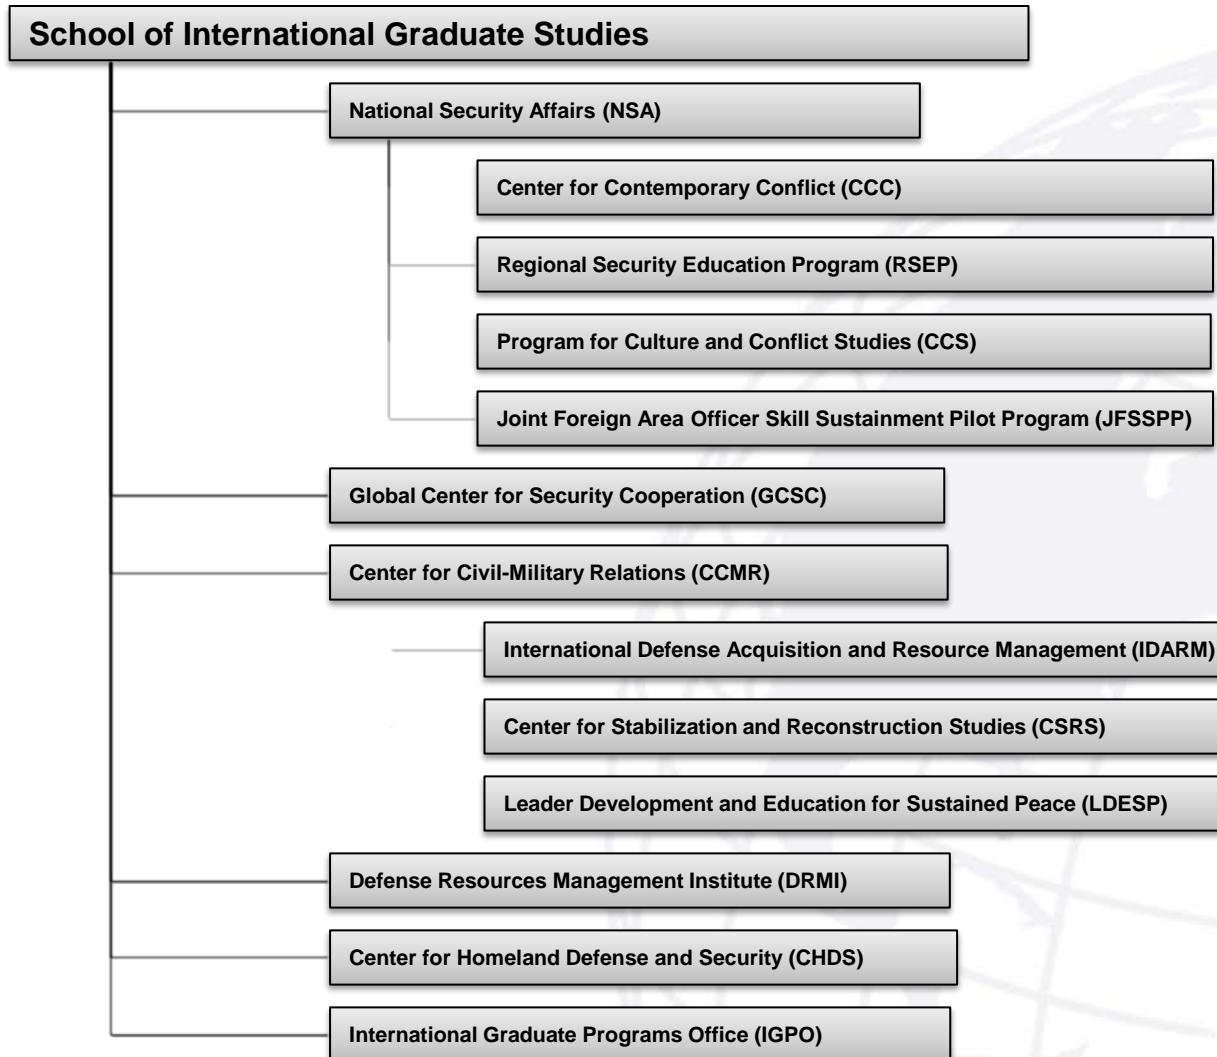 School of International Graduate Studies
National Security Affairs (NSA)
Center for Contemporary Conflict (CCC)
Regional Security Education Program (RSEP)
Program for Culture and Conflict Studies (CCS)
Joint Foreign Area Officer Skill Sustainment Pilot Program (JFSSPP)
Global Center for Security Cooperation (GCSC)
Center for Civil-Military Relations (CCMR)
International Defense Acquisition and Resource Management (IDARM)
Center for Stabilization and Reconstruction Studies (CSRS)
Leader Development and Education for Sustained Peace (LDESP)
Defense Resources Management Institute (DRMI)
Center for Homeland Defense and Security (CHDS)
International Graduate Programs Office (IGPO)